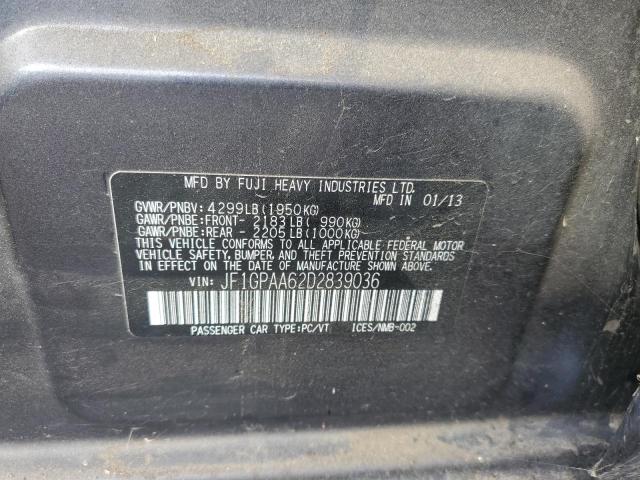 MFD BY FUJI HEAVY INDUSTRIES LTD.
MFD IN 01/13
GVWR/PNBV: 4299LB(1950KG)
GAWR/PNBE:FRONT- 2183LB( 990KG)
GAWR/PNBE:REAR - 2205LB(1000KG)
THIS VEHICLE CONFORMS TO ALL APPLICABLE FEDERAL MOTOR
VEHICLE SAFETY, BUMPER, AND THEFT PREVENTION STANDARDS
IN EFFECT ON THE DATE OF MANUFACTURE SHOWN ABOVE.
VIN: JF1GPAA62D2839036
PASSENGER CAR TYPE:PC/VT ICES/NMB-002